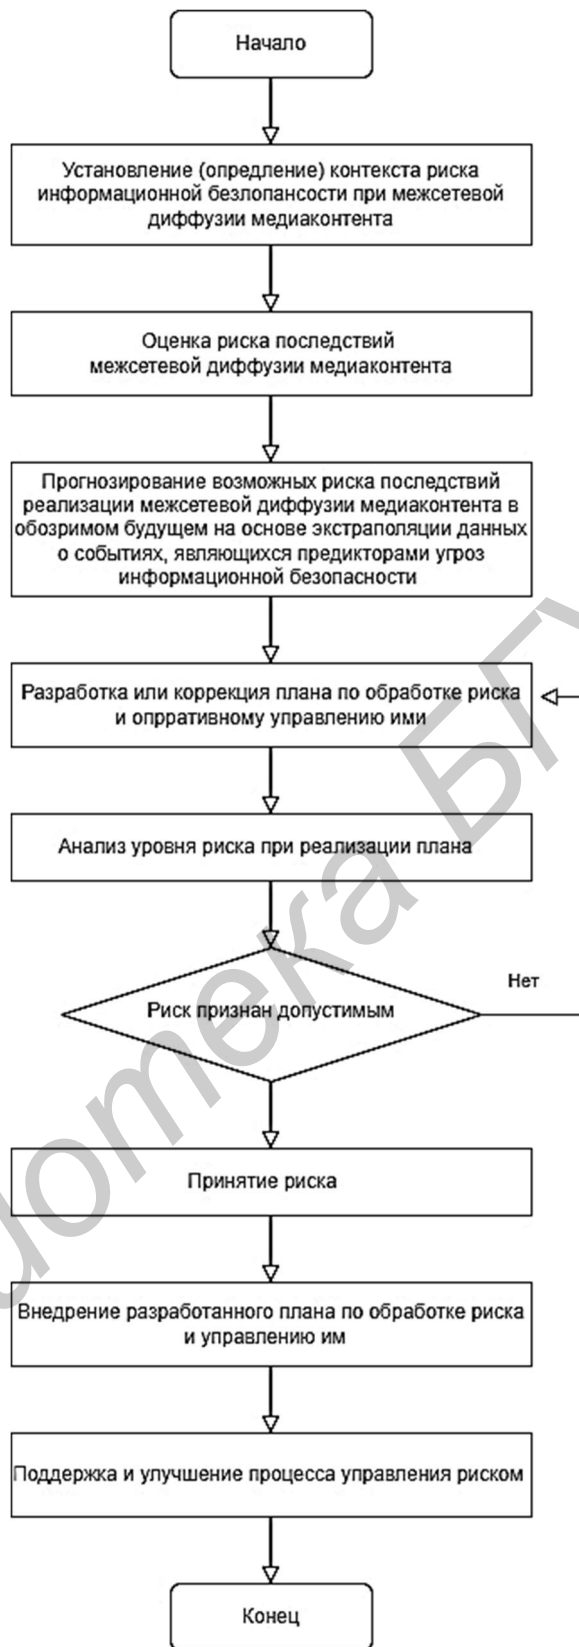 Начало
Установление (опредление) контекста риска
информационной безлопансости при межсетевой
диффузии медиаконтента
Оценка риска последствий
межсетевой диффузии медиаконтента
Прогнозирование возможных риска последствий
реализации межсетевой диффузии медиаконтента в
обозримом будущем на основе экстраполяции данных
о событиях, являющихся предикторами угроз
информационной безопасности
Разработка или коррекция плана по обработке риска
и опрративному управлению ими
Анализ уровня риска при реализации плана
Нет
Риск признан допустимым
Принятие риска
Внедрение разработанного плана по обработке риска
и управлению им
Поддержка и улучшение процесса управления риском
Конец